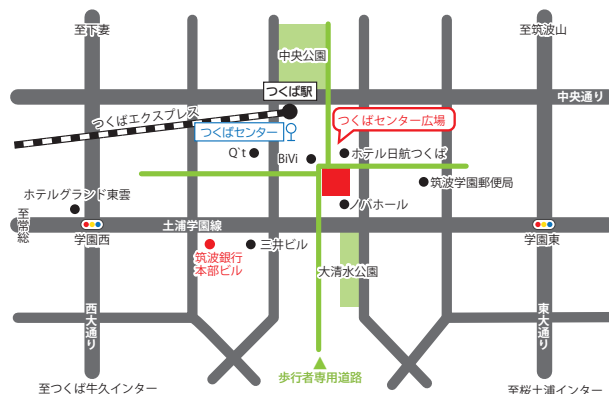 至下妻
至筑波山
中央公園
つくば駅
中央通り
つくばエクスプレス
つくばセンター
つくばセンター広場
Q`t
BiVi
ホテル日航つくば
筑波学園郵便局
ホテルグランド東雲
ノバホール
至常総
土浦学園線
学園西
学園東
三井ビル
筑波銀行
本部ビル
大清水公園
西大通り
東大通り
歩行者専用道路
至つくば牛久インター
至桜土浦インター